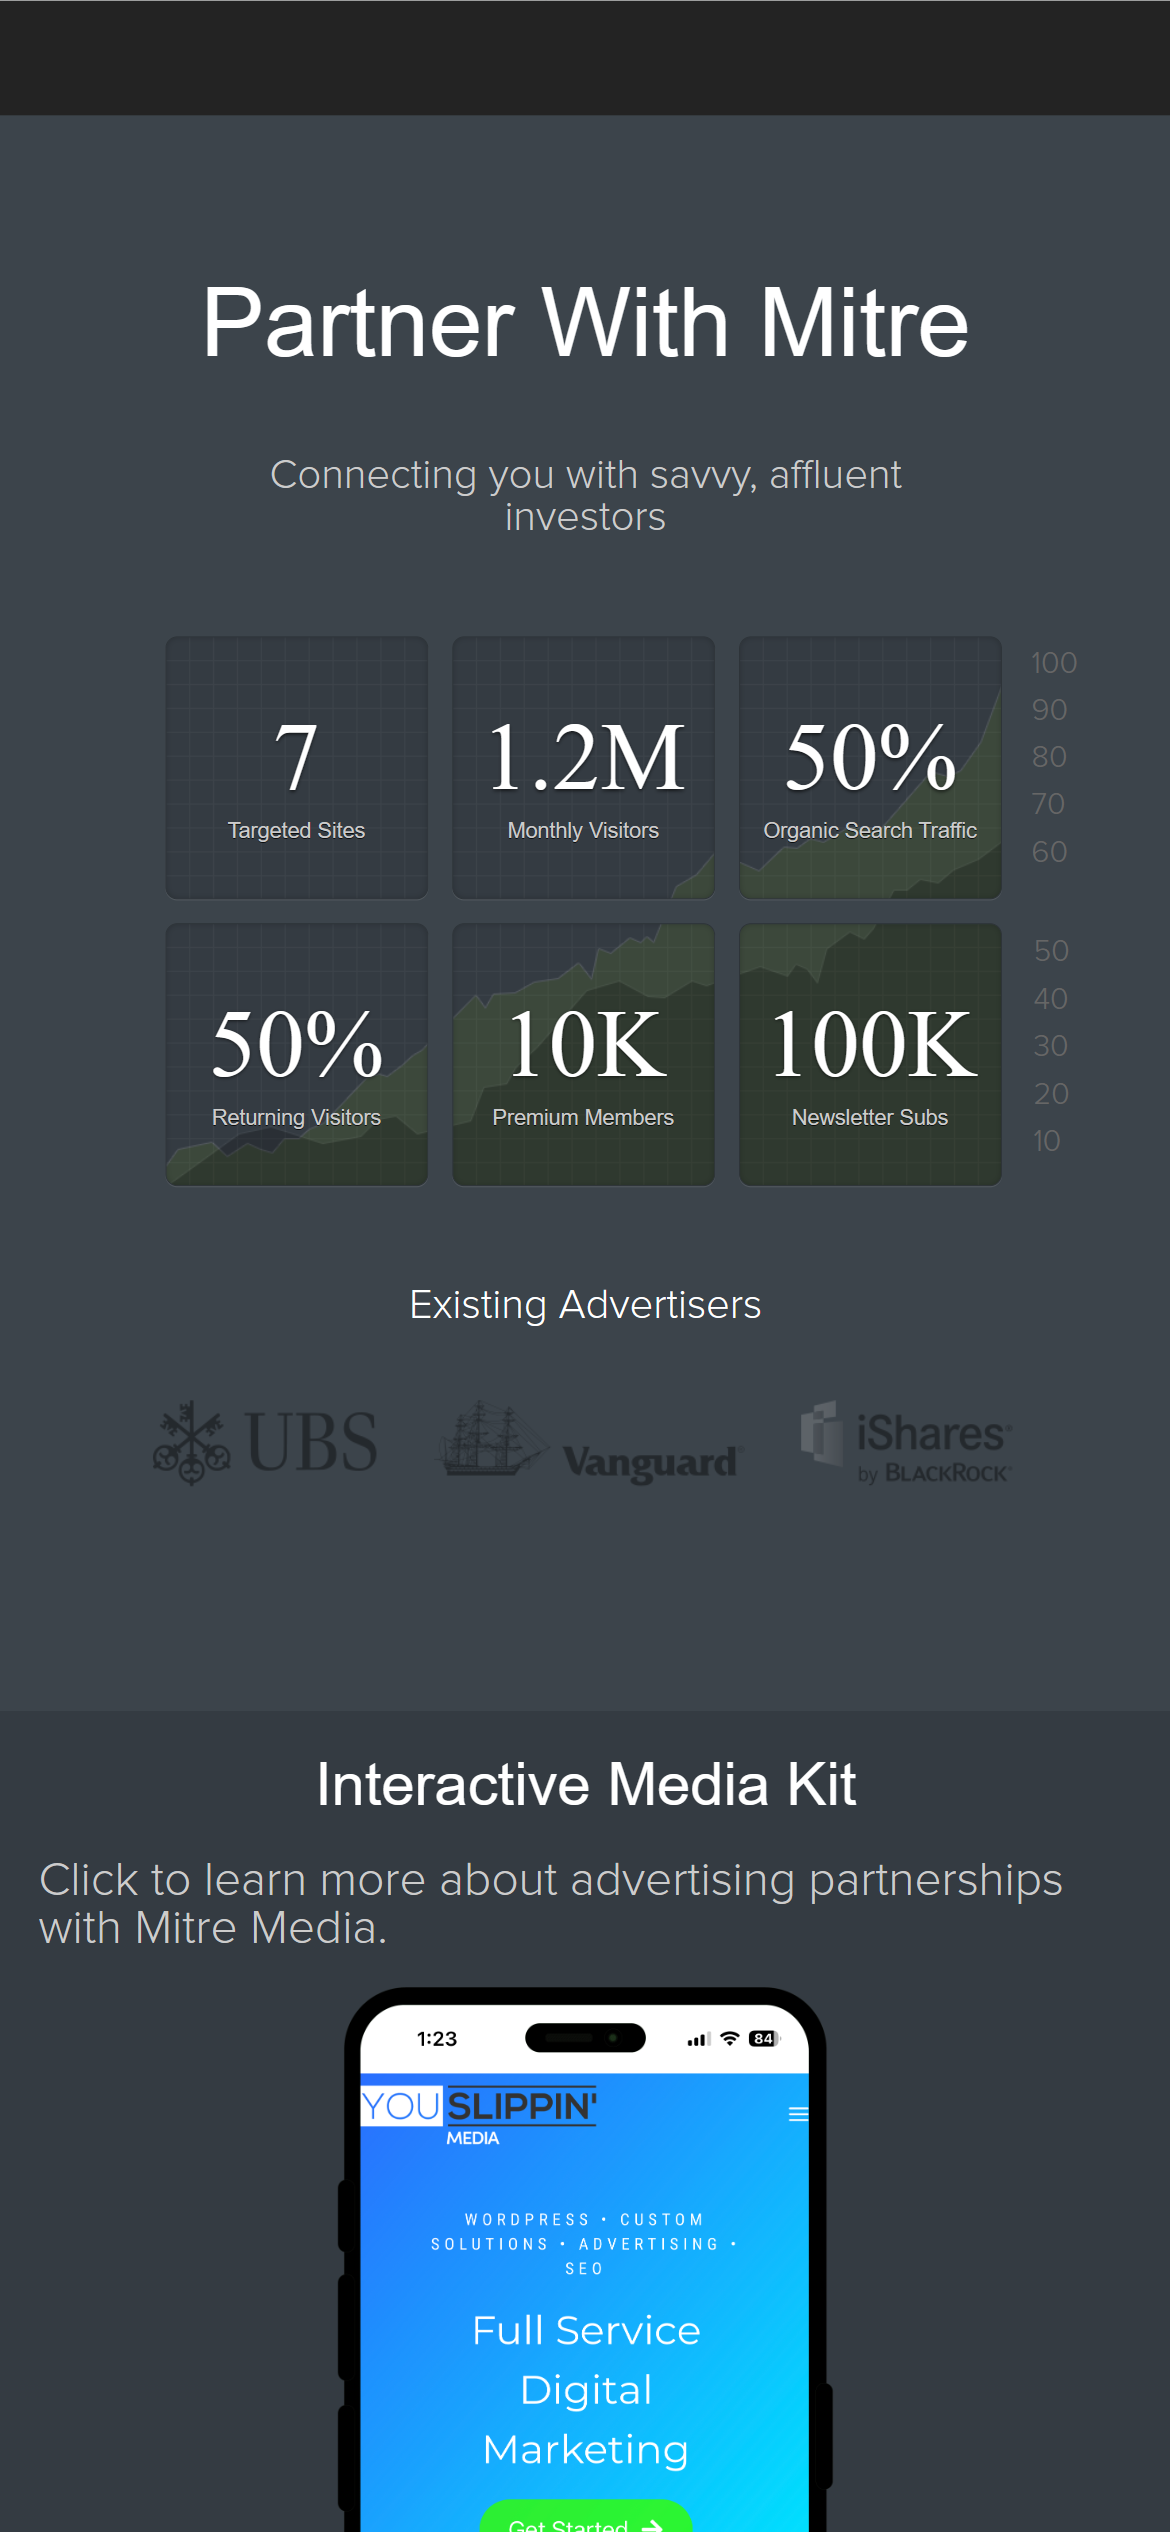 Partner With Mitre
Connecting you with savvy, affluent
investors
7
Targeted Sites
1.2M
Monthly Visitors
50%
Organic Search Traffic
100
90
80
70
60
50%
Returning Visitors
10K
Premium Members
100K
Newsletter Subs
50
40
30
20
10
Existing Advertisers
UBS
Vanguard
iShares®
by BLACKROCK®
Interactive Media Kit
Click to learn more about advertising partnerships
with Mitre Media.
1:23
84
YOU SLIPPIN'
MEDIA
WORDPRESS • CUSTOM
SOLUTIONS • ADVERTISING •
SEO
Full Service
Digital
Marketing
Get Started